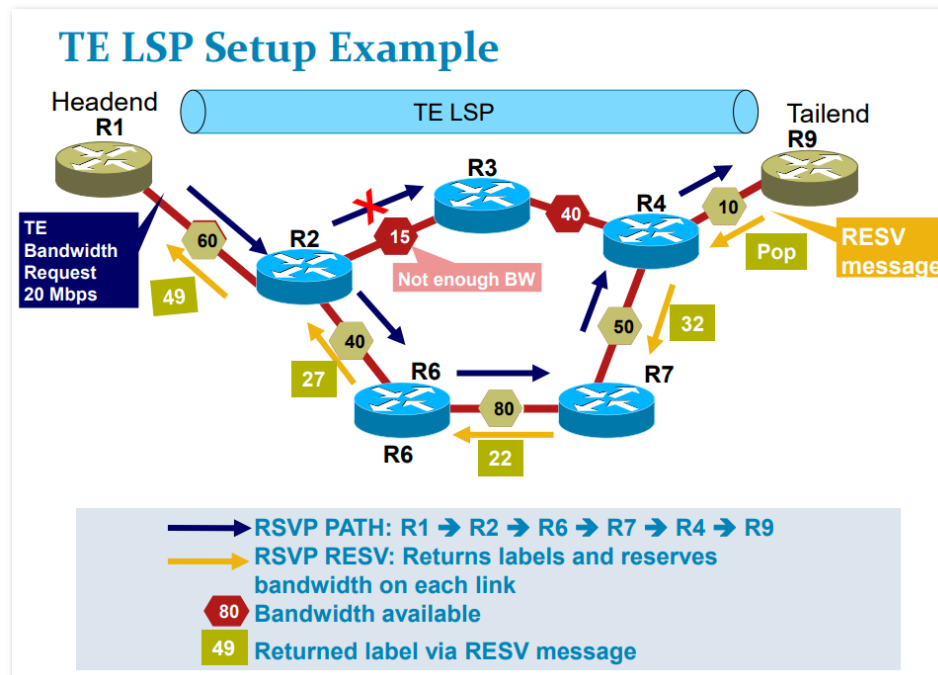 TE LSP Setup Example
Headend
R1
TE LSP
Tailend
R9
R3
R4
R2
TE
Bandwidth
Request
20 Mbps
60
15
40
10
Not enough BW
Pop
RESV
message
49
40
50
32
27
R6
R7
80
R6
22
RSVP PATH: R1 ➔ R2 ➔ R6 ➔ R7 ➔ R4 ➔ R9
RSVP RESV: Returns labels and reserves
bandwidth on each link
80 Bandwidth available
49 Returned label via RESV message